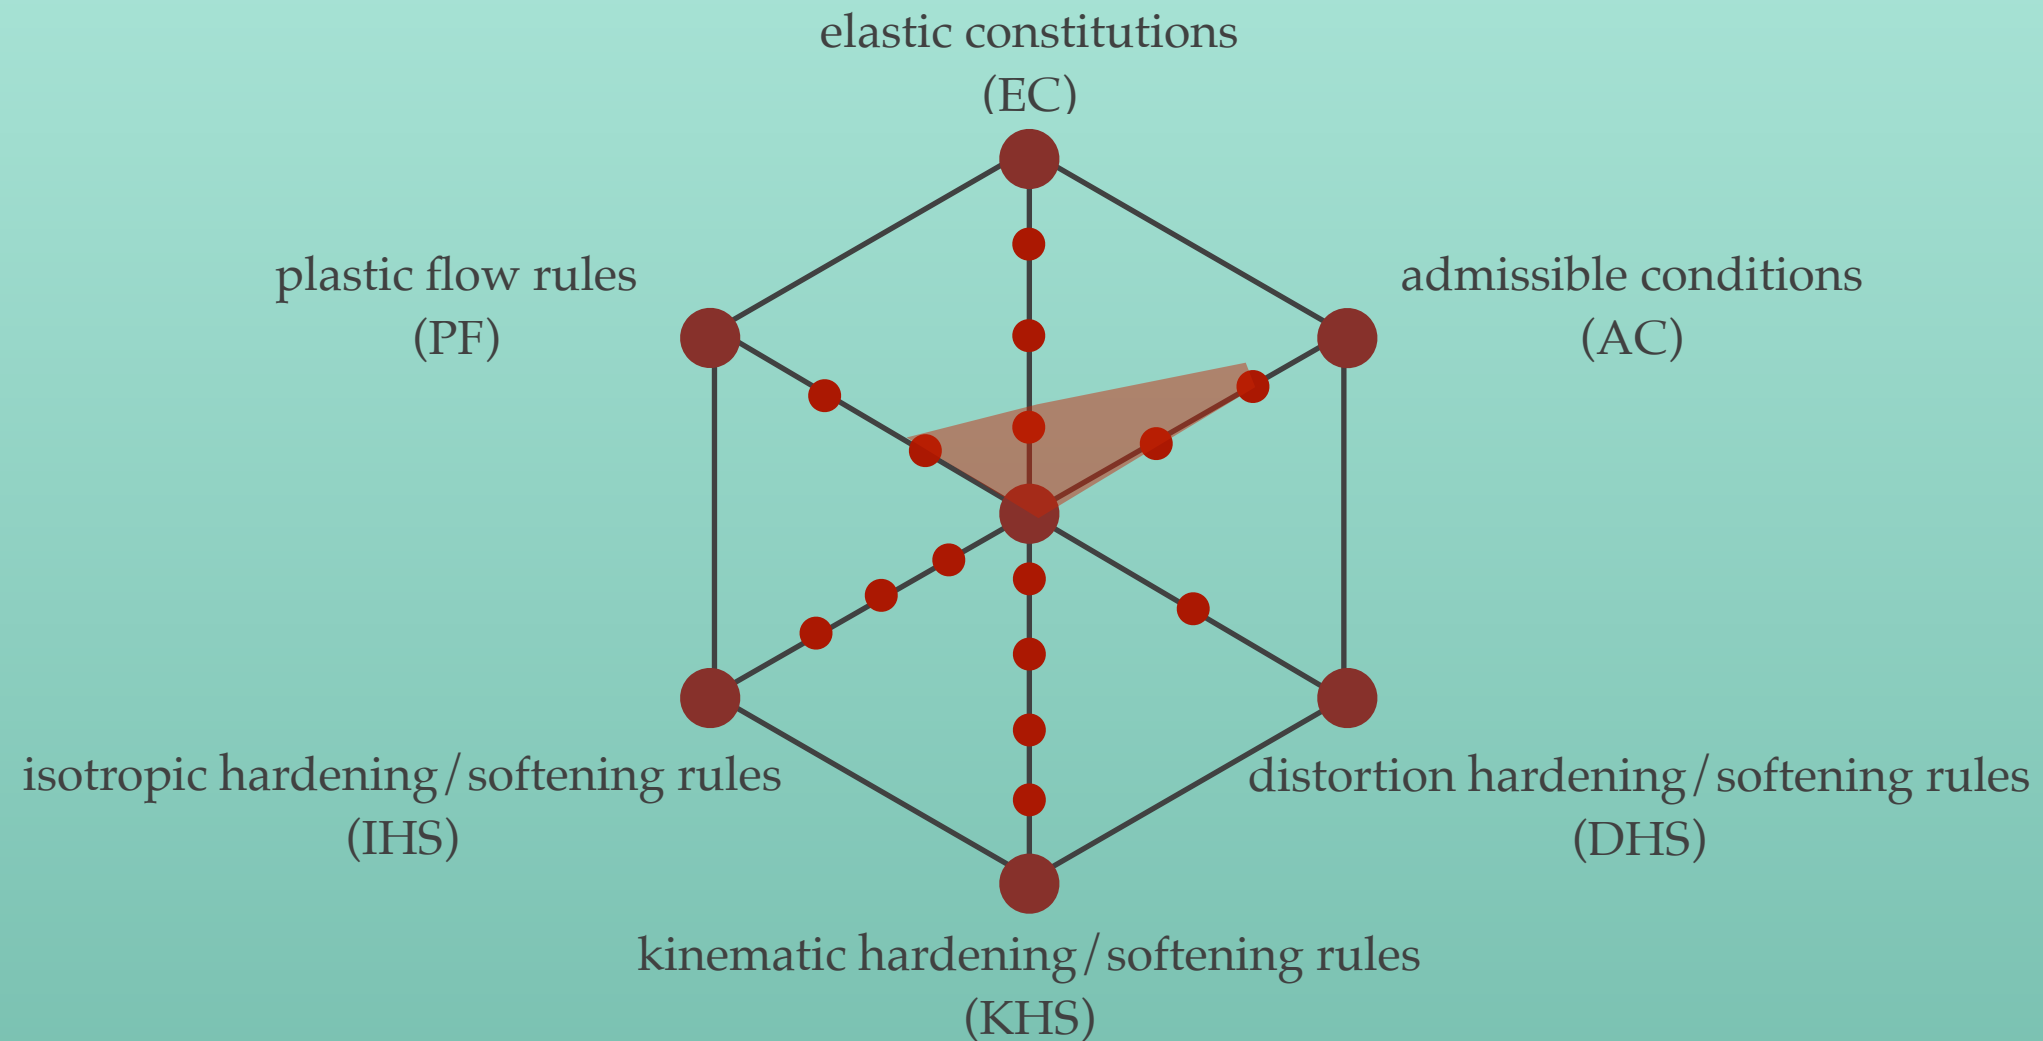 elastic constitutions
(EC)
plastic flow rules
(PF)
admissible conditions
(AC)
isotropic hardening/softening rules
(IHS)
distortion hardening/softening rules
(DHS)
kinematic hardening/softening rules
(KHS)